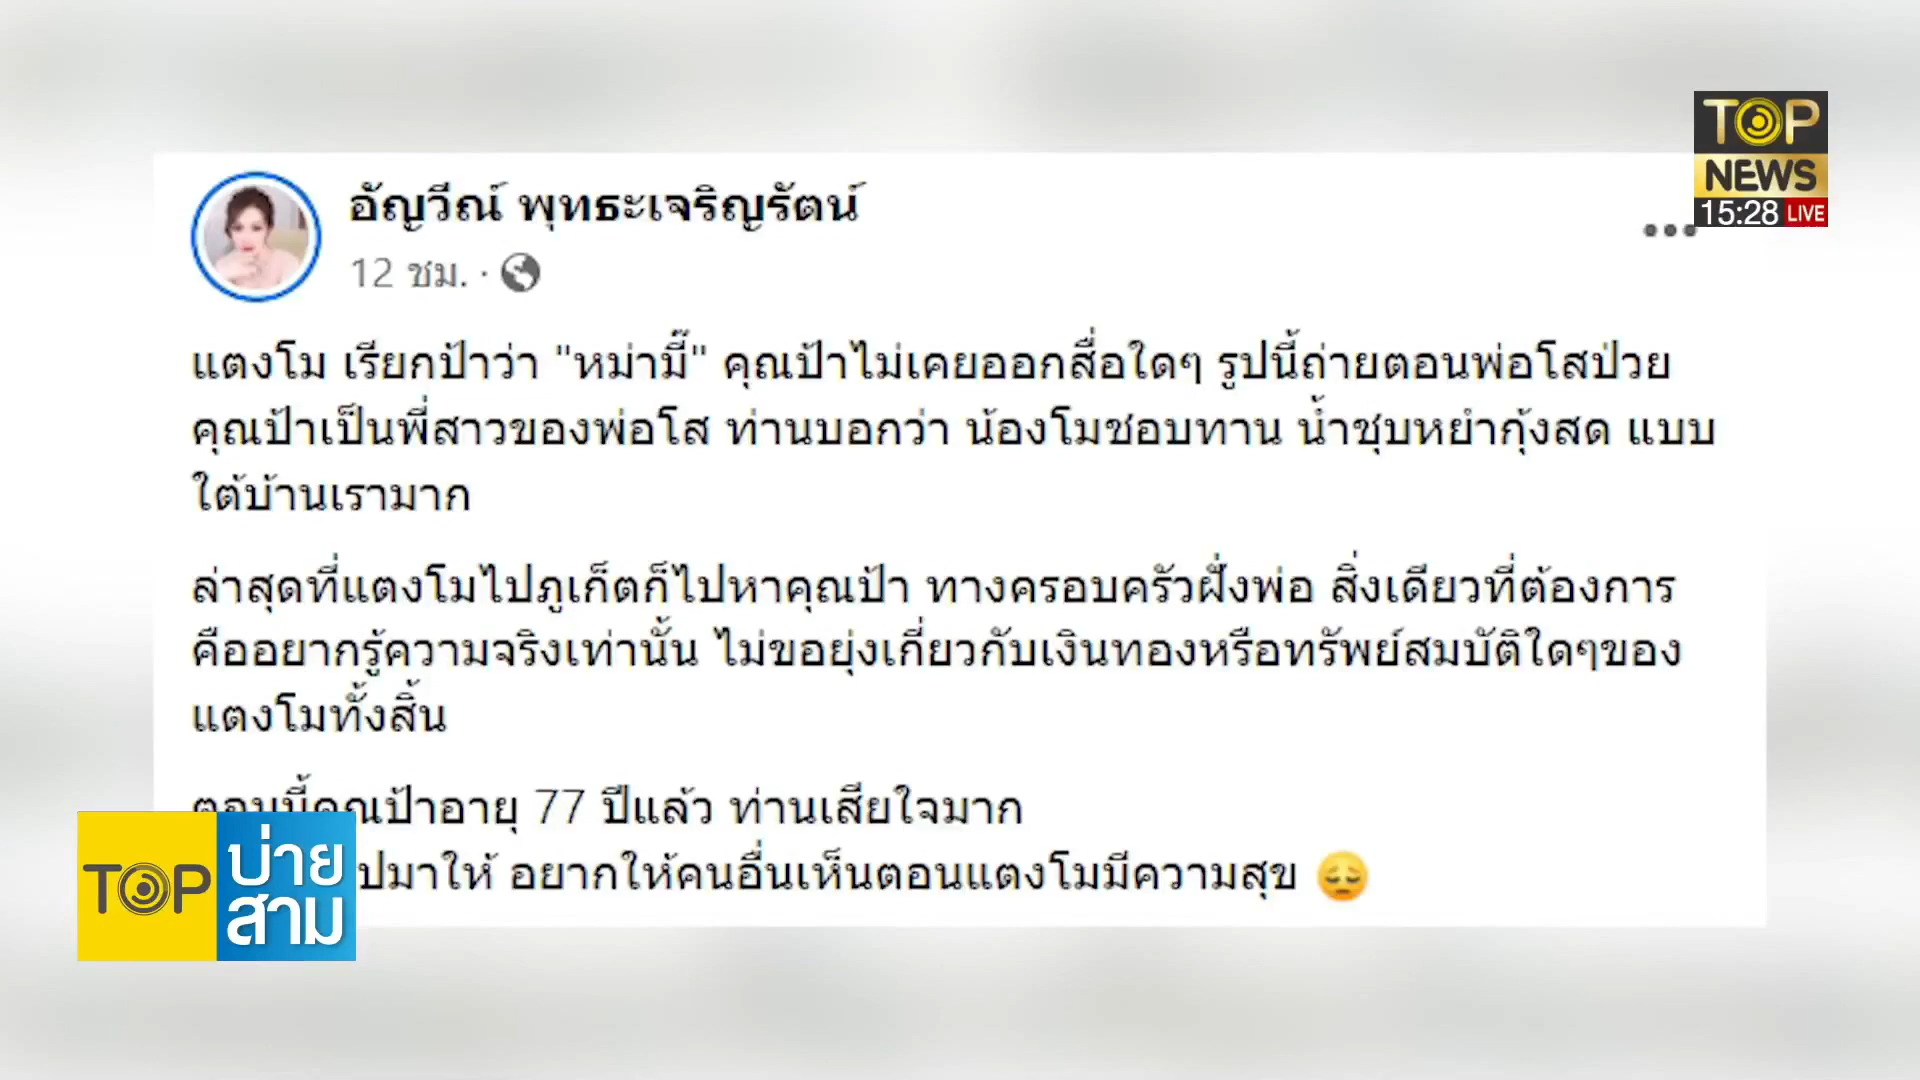 TOP
NEWS
15:28 LIVE
อัญวีณ์ พุทธะเจริญรัตน์
12 ชม. ·
แตงโม เรียกป้าว่า "หม่ามี๊" คุณป้าไม่เคยออกสื่อใดๆ รูปนี้ถ่ายตอนพ่อโสป่วย
คุณป้าเป็นพี่สาวของพ่อโส ท่านบอกว่า น้องโมชอบทาน น้ำชุบหยำกุ้งสด แบบ
ใต้บ้านเรามาก
ล่าสุดที่แตงโมไปภูเก็ตก็ไปหาคุณป้า ทางครอบครัวฝั่งพ่อ สิ่งเดียวที่ต้องการ
คืออยากรู้ความจริงเท่านั้น ไม่ขอยุ่งเกี่ยวกับเงินทองหรือทรัพย์สมบัติใดๆของ
แตงโมทั้งสิ้น
ตอนนี้คุณป้าอายุ 77 ปีแล้ว ท่านเสียใจมาก
ปมาให้ อยากให้คนอื่นเห็นตอนแตงโมมีความสุข 😔
TOP บ่าย
สาม